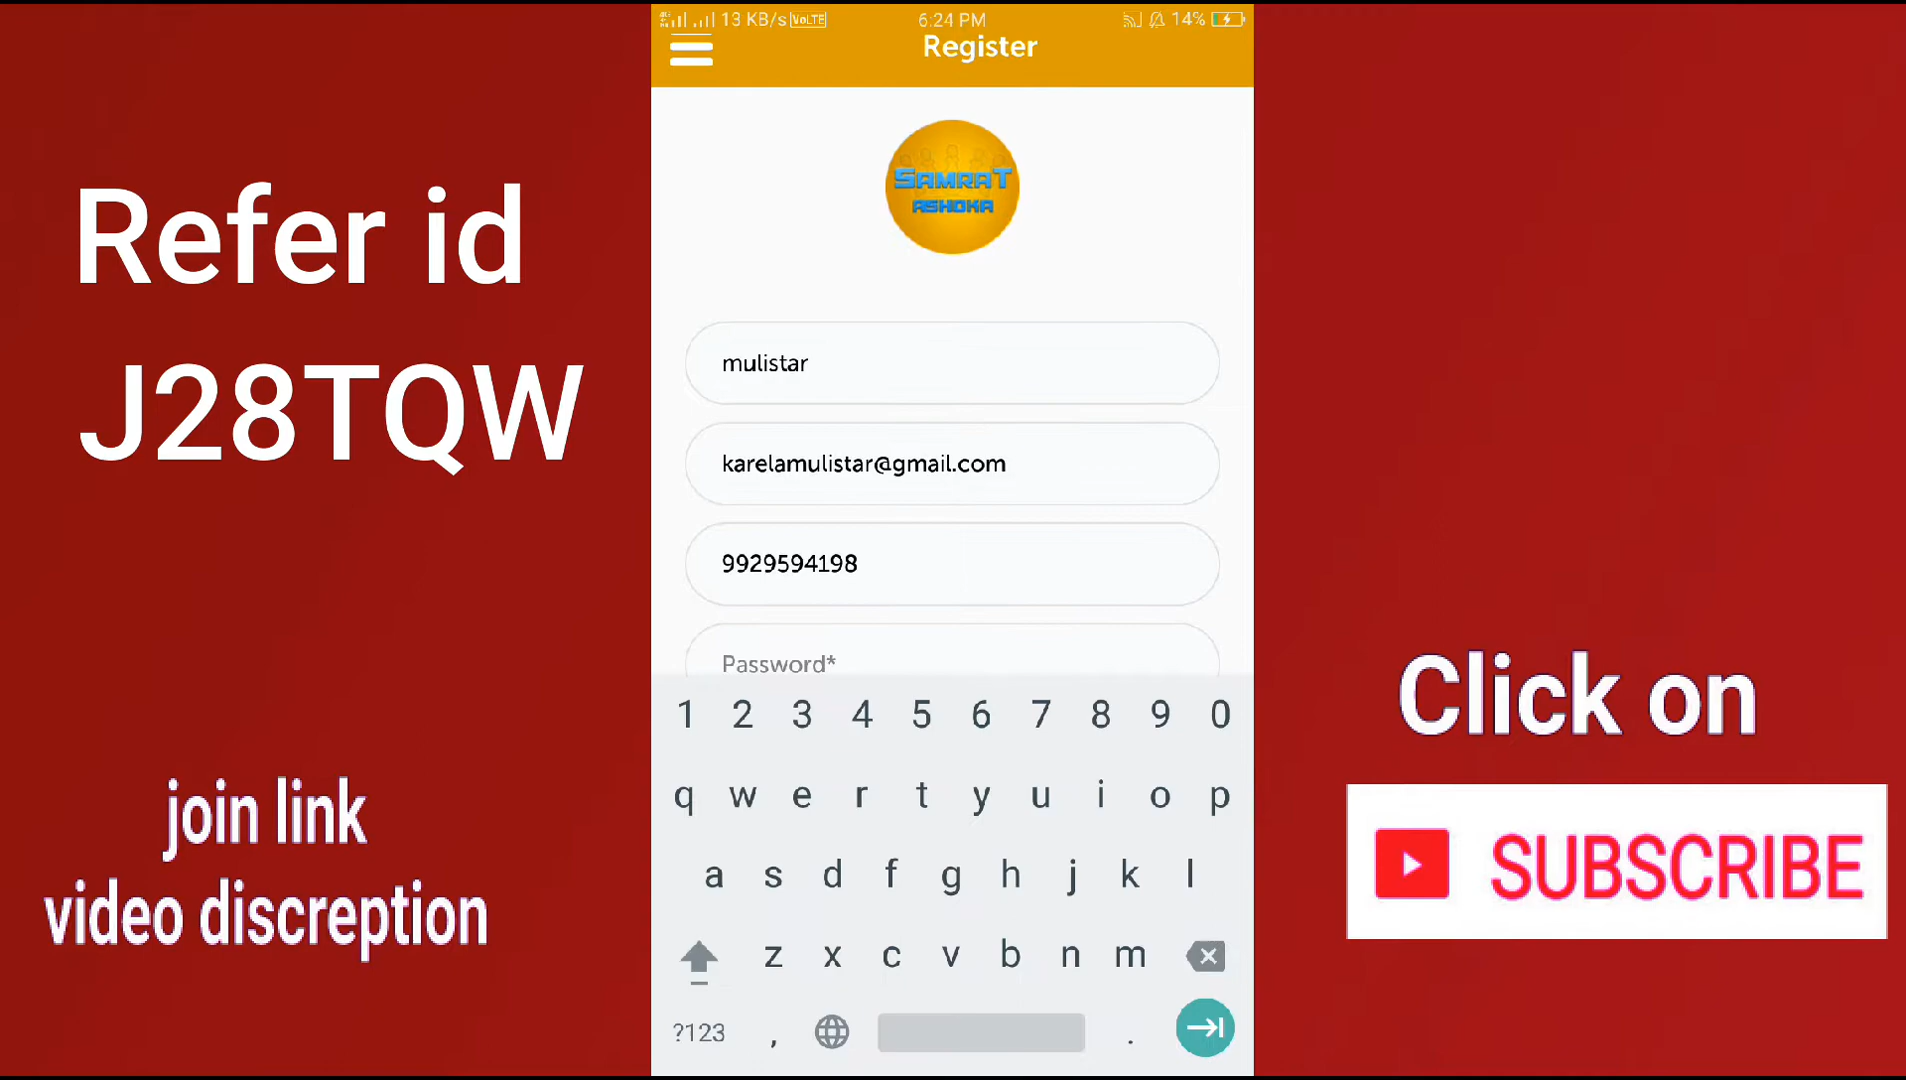 13 KB/s VoLTE 6:24 PM 14%
Register
SAMRAT
ASHOKA
Refer id
J28TQW
mulistar
karelamulistar@gmail.com
9929594198
Password*
join link
video discreption
Click on
SUBSCRIBE
1 2 3 4 5 6 7 8 9 0
q w e r t y u i o p
a s d f g h j k l
z x c v b n m
?123 , .